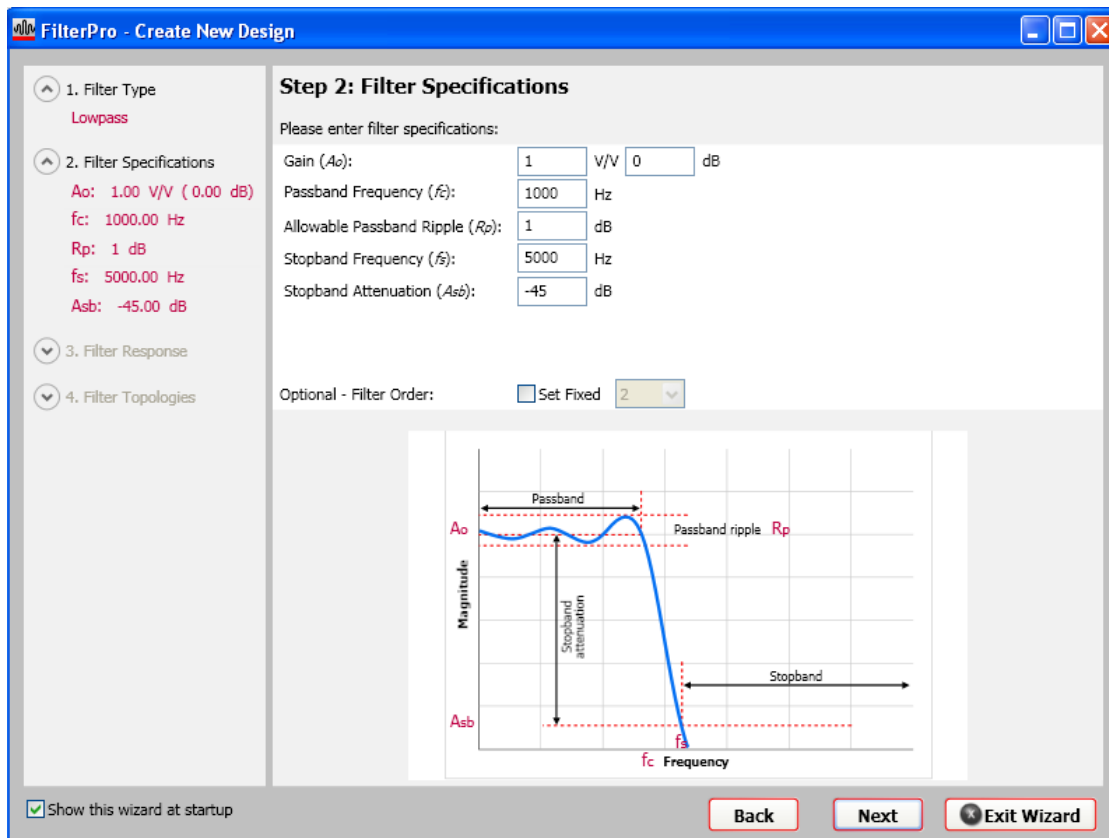 FilterPro - Create New Design
1. Filter Type
Lowpass
2. Filter Specifications
Ao: 1.00 V/V ( 0.00 dB)
fc: 1000.00 Hz
Rp: 1 dB
fs: 5000.00 Hz
Asb: -45.00 dB
3. Filter Response
4. Filter Topologies
Step 2: Filter Specifications
Please enter filter specifications:
Gain (Ao): 1 V/V 0 dB
Passband Frequency (fc): 1000 Hz
Allowable Passband Ripple (Rp): 1 dB
Stopband Frequency (fs): 5000 Hz
Stopband Attenuation (Asb): -45 dB
Optional - Filter Order: Set Fixed 2
Passband
Ao
Passband ripple Rp
Magnitude
Stopband
attenuation
Stopband
Asb
fs
fc Frequency
Show this wizard at startup
Back
Next
Exit Wizard